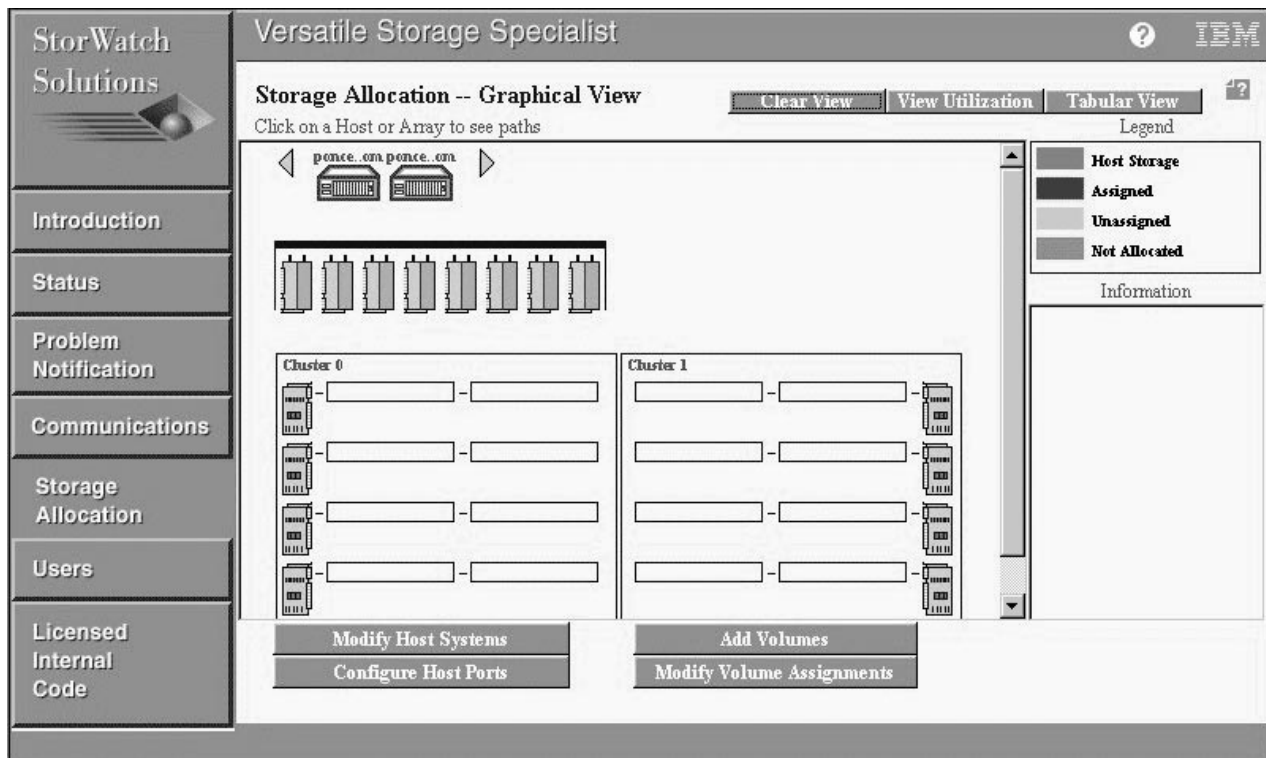 StorWatch
Solutions
Versatile Storage Specialist
?
IBM
Storage Allocation -- Graphical View
Clear View
View Utilization
Tabular View
?
Click on a Host or Array to see paths
Legend
ponce..om ponce..om
Host Storage
Assigned
Unassigned
Not Allocated
Information
Introduction
Status
Problem
Notification
Communications
Storage
Allocation
Users
Licensed
Internal
Code
Cluster 0
Cluster 1
Modify Host Systems
Add Volumes
Configure Host Ports
Modify Volume Assignments